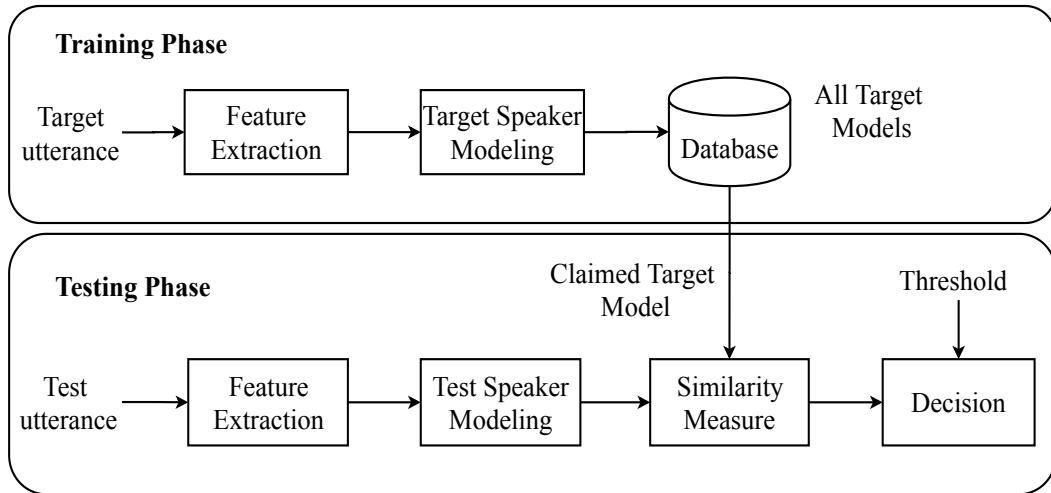 Training Phase
Target
utterance
Feature
Extraction
Target Speaker
Modeling
Database
All Target
Models
Testing Phase
Claimed Target
Model
Threshold
Test
utterance
Feature
Extraction
Test Speaker
Modeling
Similarity
Measure
Decision